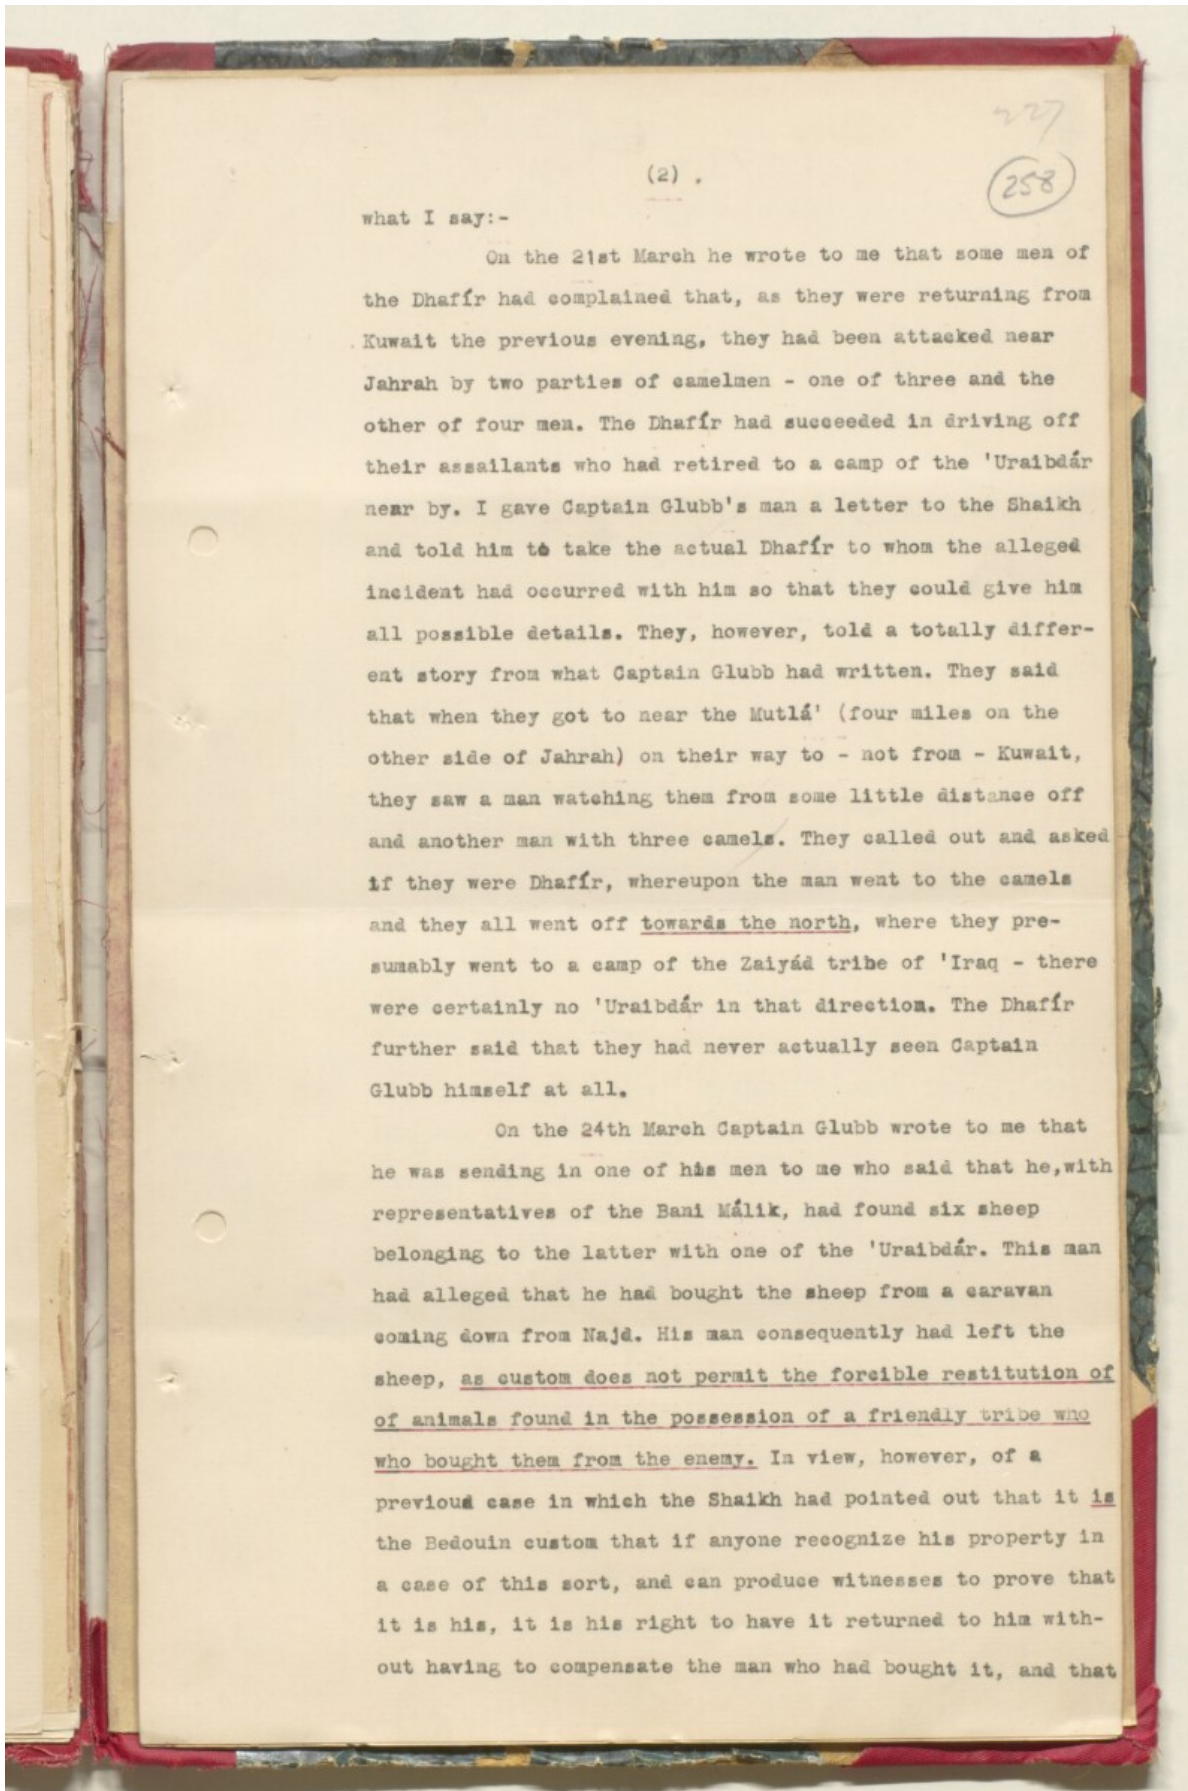 227
(2) .
258
what I say:-
On the 21st March he wrote to me that some men of
the Dhafír had complained that, as they were returning from
Kuwait the previous evening, they had been attacked near
Jahrah by two parties of camelmen - one of three and the
other of four men. The Dhafír had succeeded in driving off
their assailants who had retired to a camp of the 'Uraibdár
near by. I gave Captain Glubb's man a letter to the Shaikh
and told him to take the actual Dhafír to whom the alleged
incident had occurred with him so that they could give him
all possible details. They, however, told a totally differ-
ent story from what Captain Glubb had written. They said
that when they got to near the Mutlá' (four miles on the
other side of Jahrah) on their way to - not from - Kuwait,
they saw a man watching them from some little distance off
and another man with three camels. They called out and asked
if they were Dhafír, whereupon the man went to the camels
and they all went off towards the north, where they pre-
sumably went to a camp of the Zaiyád tribe of 'Iraq - there
were certainly no 'Uraibdár in that direction. The Dhafír
further said that they had never actually seen Captain
Glubb himself at all.
On the 24th March Captain Glubb wrote to me that
he was sending in one of his men to me who said that he,with
representatives of the Bani Málik, had found six sheep
belonging to the latter with one of the 'Uraibdár. This man
had alleged that he had bought the sheep from a caravan
coming down from Najd. His man consequently had left the
sheep, as custom does not permit the forcible restitution of
of animals found in the possession of a friendly tribe who
who bought them from the enemy. In view, however, of a
previous case in which the Shaikh had pointed out that it is
the Bedouin custom that if anyone recognize his property in
a case of this sort, and can produce witnesses to prove that
it is his, it is his right to have it returned to him with-
out having to compensate the man who had bought it, and that